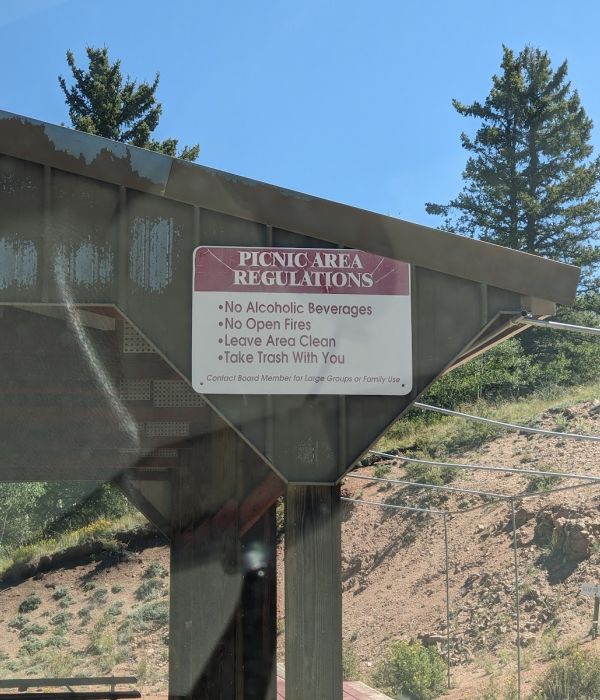 PICNIC AREA
REGULATIONS
•No Alcoholic Beverages
•No Open Fires
•Leave Area Clean
•Take Trash With You
Contact Board Member for Large Groups or Family Use